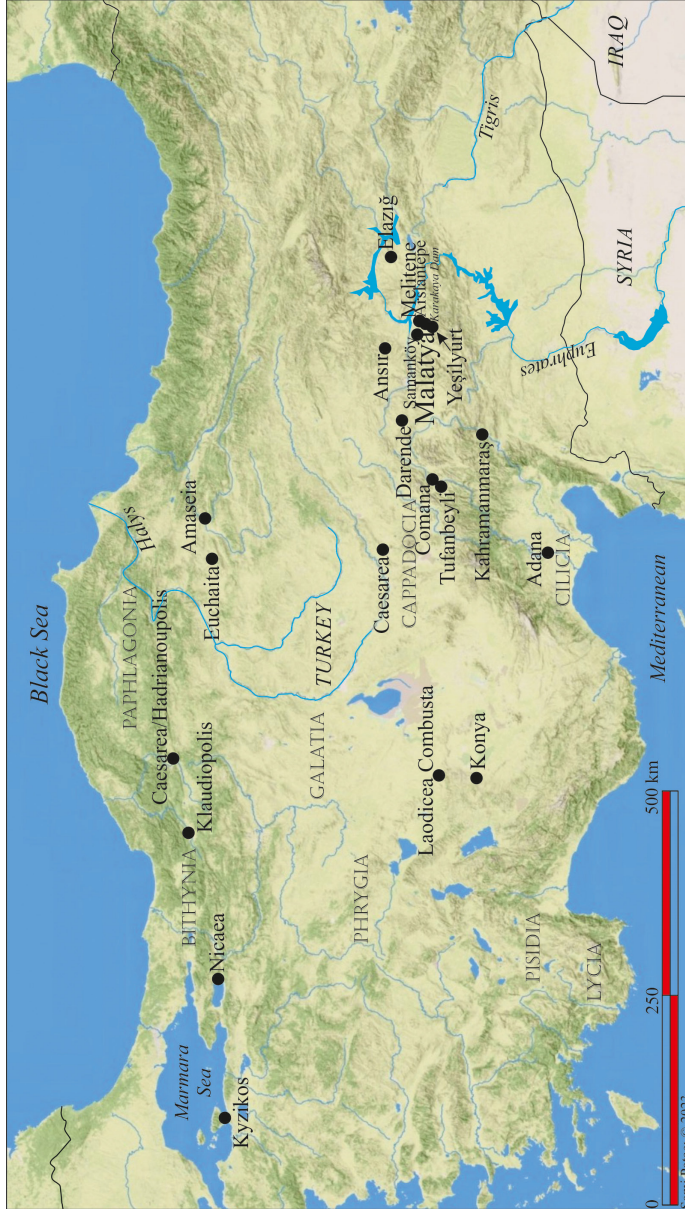 Black Sea
PAPHLAGONIA
Halys
Caesarea/Hadrianoupolis
Amaseia
BITHYNIA
Klaudiopolis
Euchaita
Marmara
Sea
Nicaea
Kyzikos
GALATIA
TURKEY
PHRYGIA
Caesarea
CAPPADOCIA
Ansır
Elazığ
Darende
Samanköy
Melitene
Arslantepe
Karakaya Dam
Malatya
Yeşilyurt
Laodicea Combusta
Comana
Tufanbeyli
Konya
Kahramanmaraş
Tigris
Euphrates
PISIDIA
LYCIA
Adana
CILICIA
SYRIA
IRAQ
Mediterranean
0
250
500 km